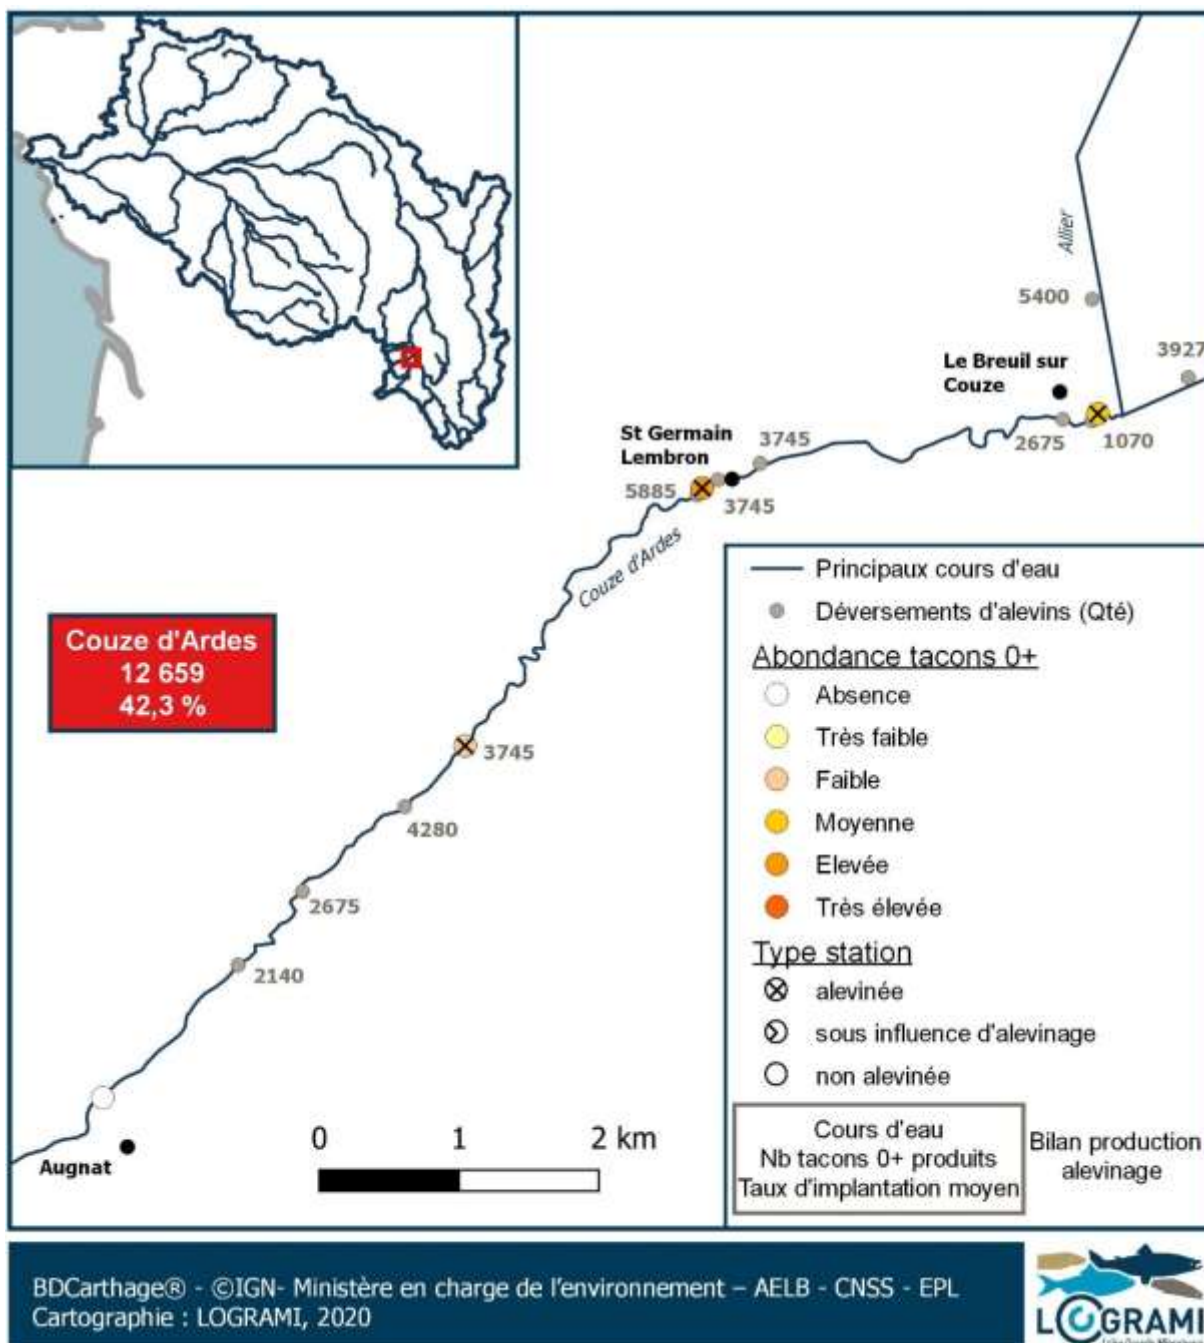 Allier
5400
3927
Le Breuil sur
Couze
2675
1070
St Germain
Lembron
3745
5885
3745
Couze d'Ardes
Couze d'Ardes
12 659
42,3 %
3745
4280
2675
2140
Augnat
0 1 2 km
Principaux cours d'eau
Déversements d'alevins (Qté)
Abondance tacons 0+
Absence
Très faible
Faible
Moyenne
Elevée
Très élevée
Type station
alevinée
sous influence d'alevinage
non alevinée
Cours d'eau
Nb tacons 0+ produits
Taux d'implantation moyen
Bilan production
alevinage
BDCarthage® - ©IGN- Ministère en charge de l'environnement – AELB - CNSS - EPL
Cartographie : LOGRAMI, 2020
LOGRAMI